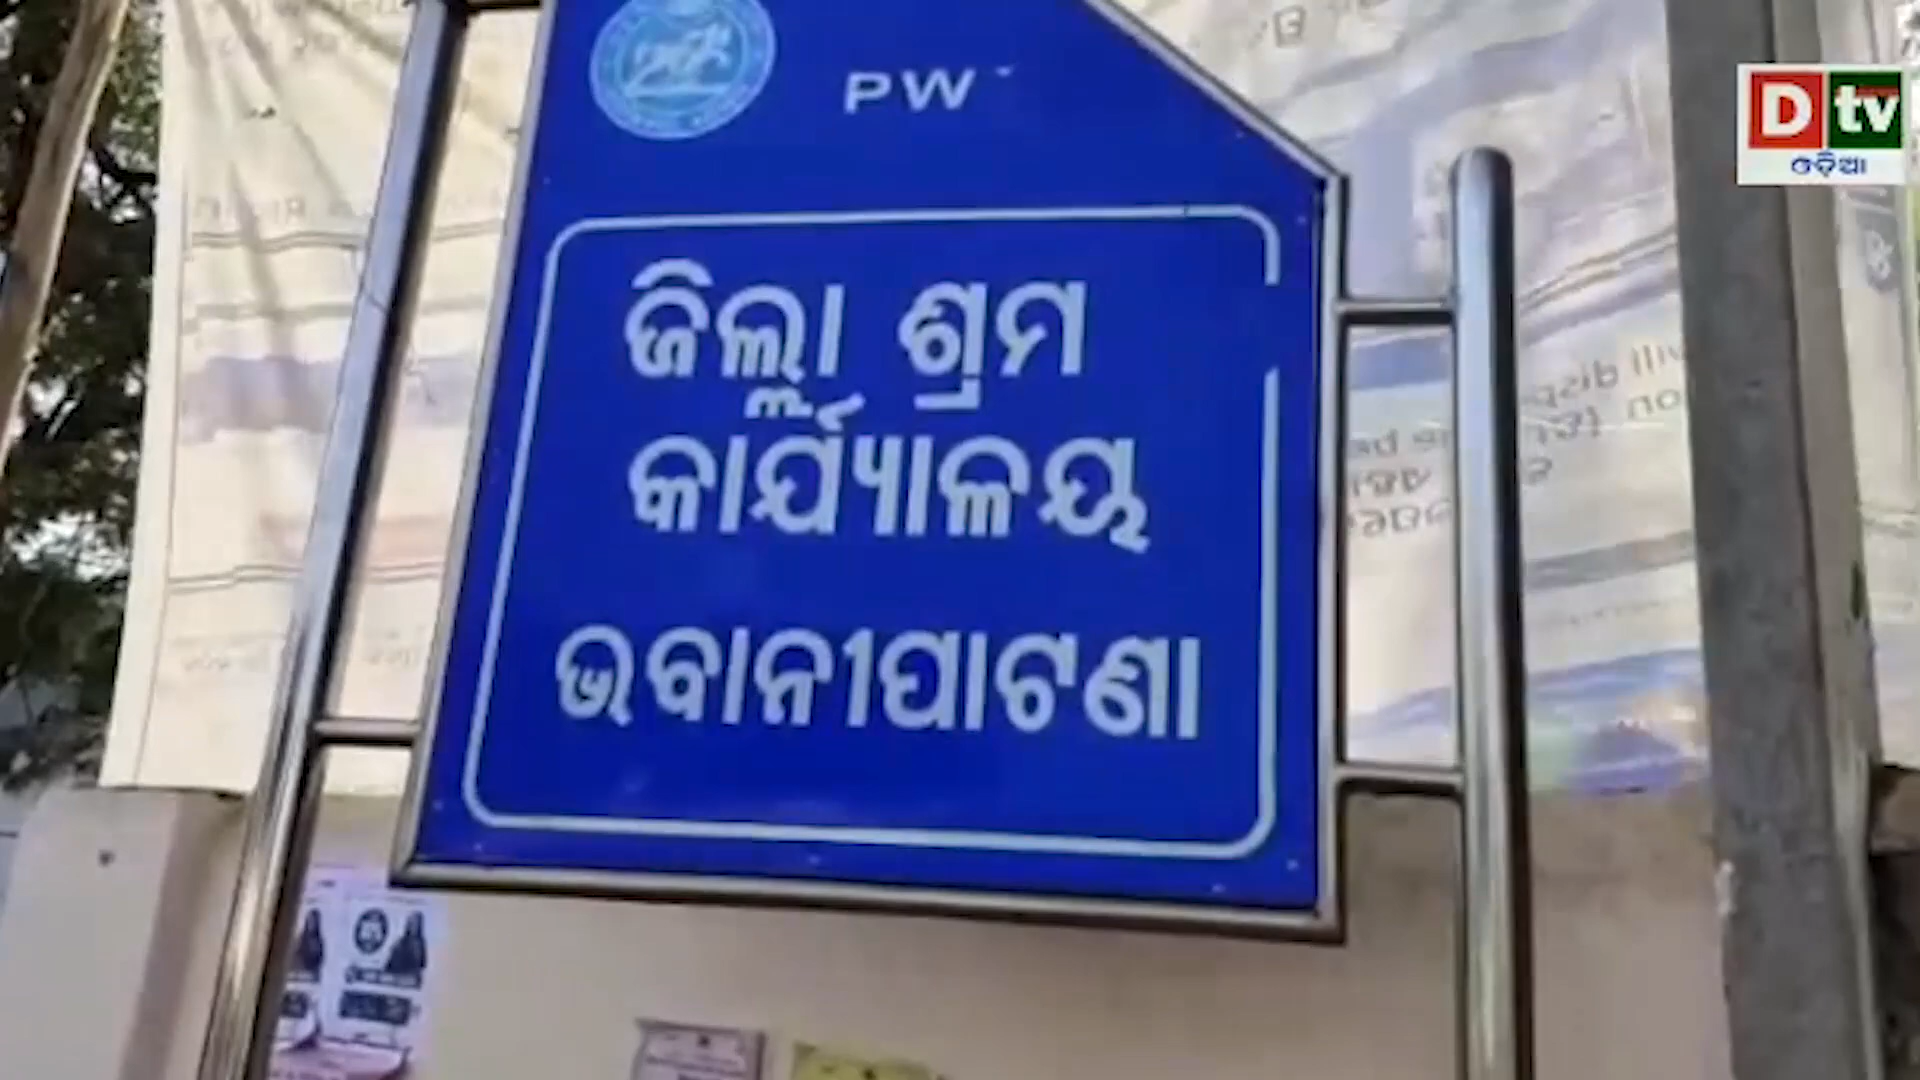 PW
D tv
ଓଡ଼ିଆ
ଜିଲ୍ଲା ଶ୍ରମ
କାର୍ଯ୍ୟାଳୟ
ଭବାନୀପାଟଣା